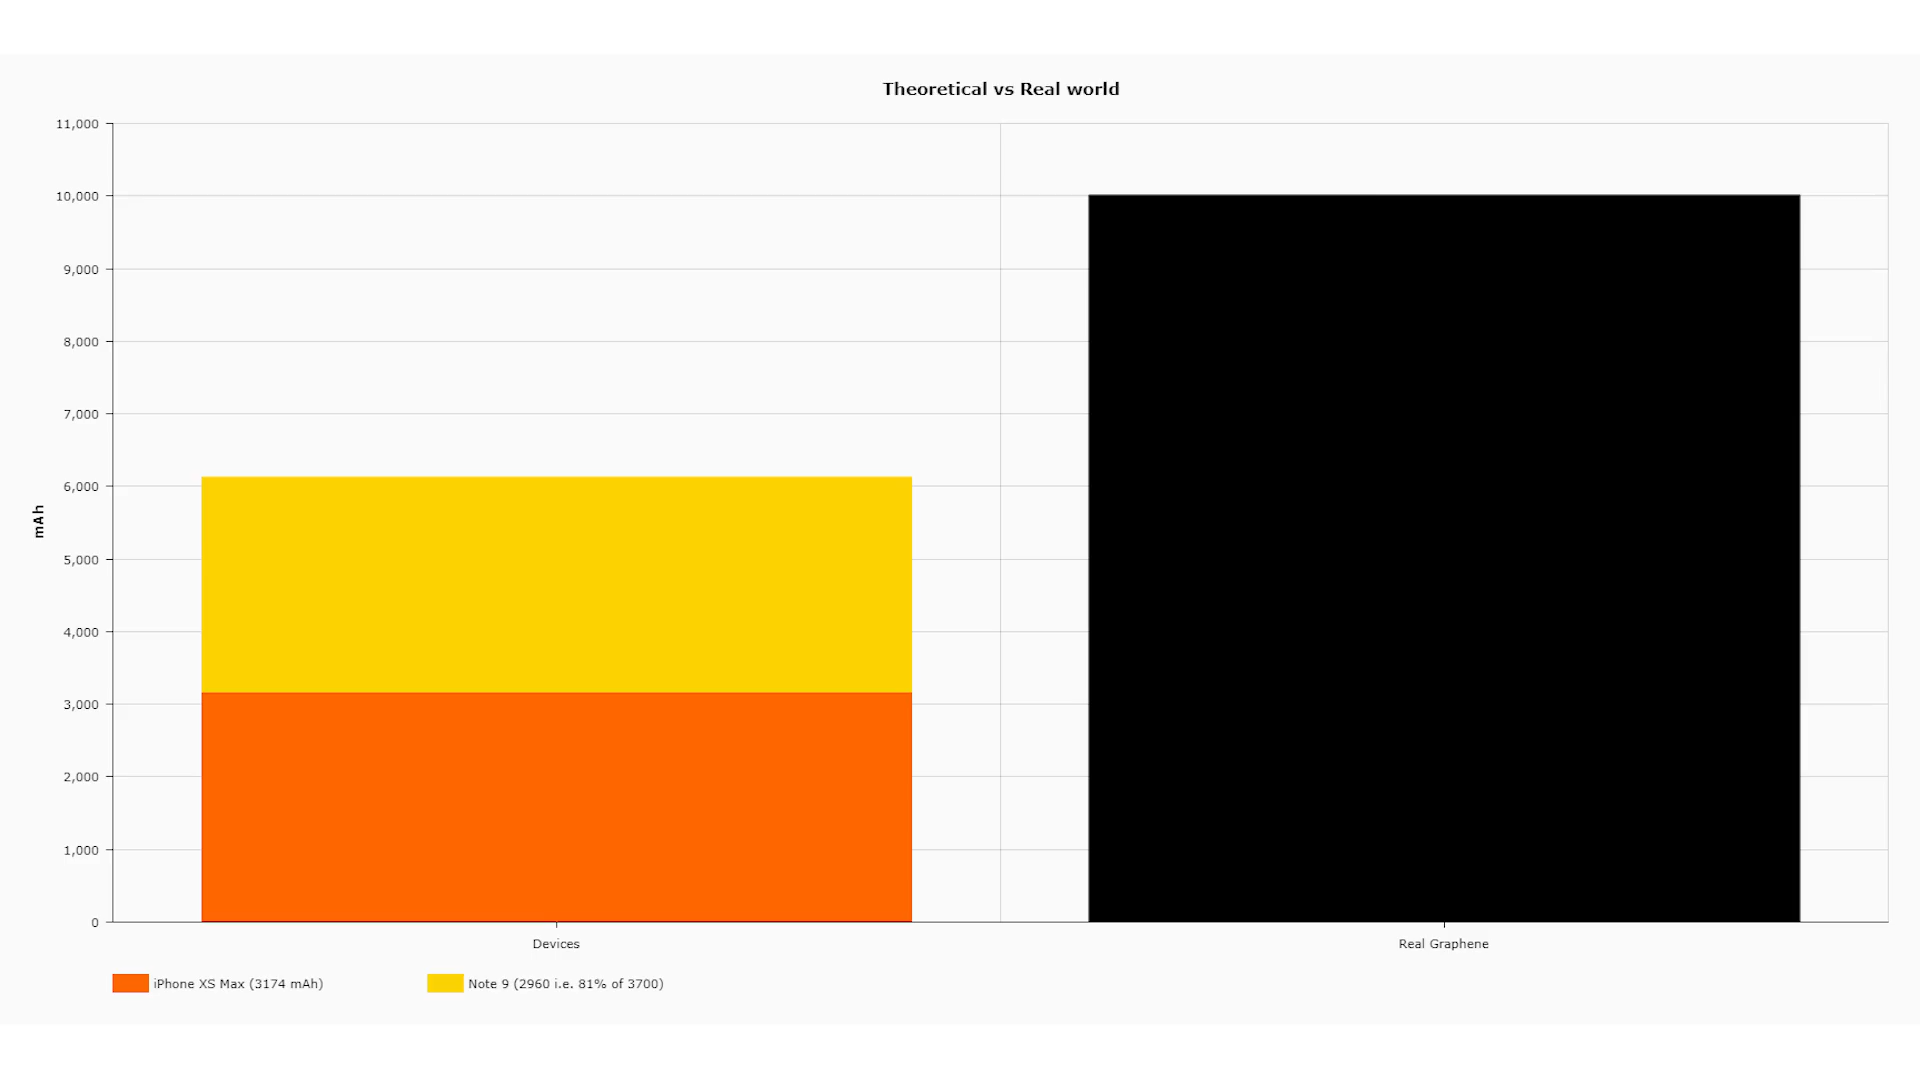 Theoretical vs Real world
11,000
10,000
9,000
8,000
7,000
6,000
5,000
4,000
3,000
2,000
1,000
0
mAh
Devices
Real Graphene
iPhone XS Max (3174 mAh)
Note 9 (2960 i.e. 81% of 3700)